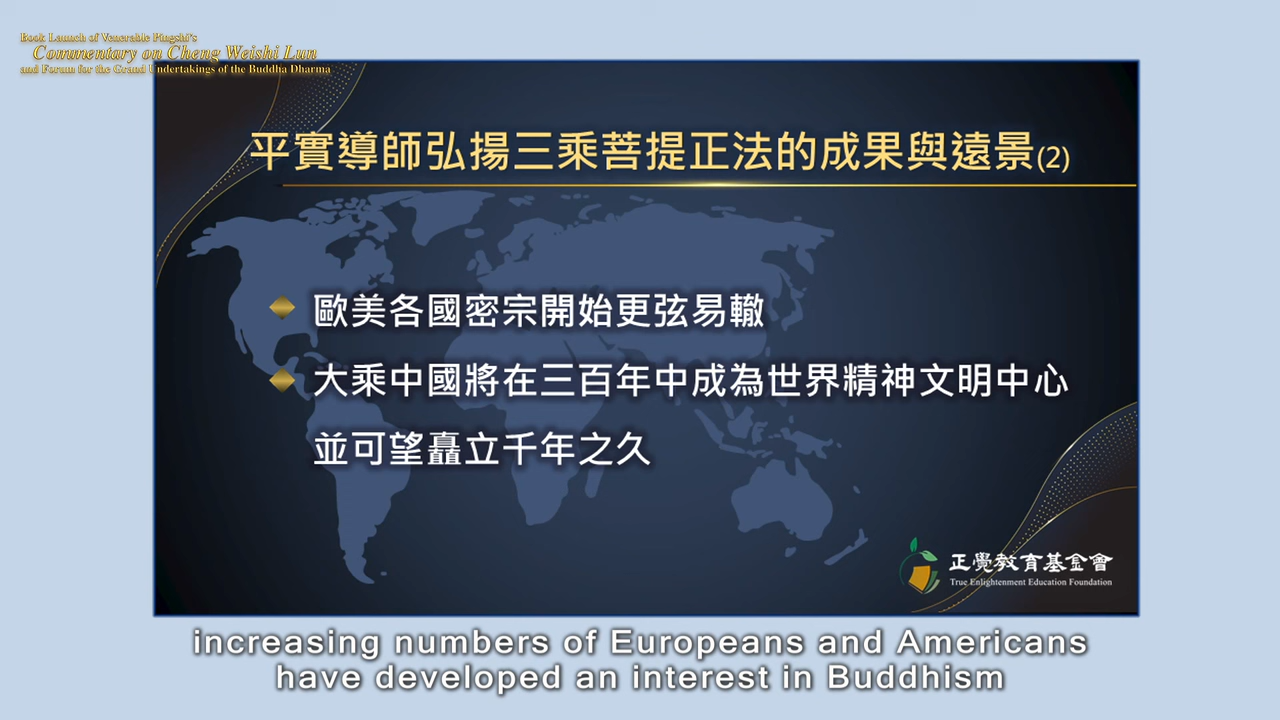 Book Launch of Venerable Pingshi's
Commentary on Cheng Weishi Lun
and Forum for the Grand Undertakings of the Buddha Dharma
平實導師弘揚三乘菩提正法的成果與遠景(2)
歐美各國密宗開始更弦易轍
大乘中國將在三百年中成為世界精神文明中心
並可望矗立千年之久
正覺教育基金會
True Enlightenment Education Foundation
increasing numbers of Europeans and Americans
have developed an interest in Buddhism